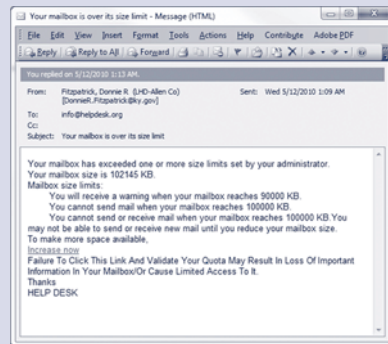 Your mailbox is over its size limit - Message (HTML)
File Edit View Insert Format Tools Actions Help Contribute Adobe PDF
Reply Reply to All Forward
You replied on 5/12/2010 1:13 AM.
From: Fitzpatrick, Donnie R (LHD-Allen Co) Sent: Wed 5/12/2010 1:09 AM
[DonnieR.Fitzpatrick@ky.gov]
To: info@helpdesk.org
Cc:
Subject: Your mailbox is over its size limit
Your mailbox has exceeded one or more size limits set by your administrator.
Your mailbox size is 102145 KB.
Mailbox size limits:
You will receive a warning when your mailbox reaches 90000 KB.
You cannot send mail when your mailbox reaches 100000 KB.
You cannot send or receive mail when your mailbox reaches 100000 KB.You
may not be able to send or receive new mail until you reduce your mailbox size.
To make more space available,
Increase now
Failure To Click This Link And Validate Your Quota May Result In Loss Of Important
Information In Your Mailbox/Or Cause Limited Access To It.
Thanks
HELP DESK